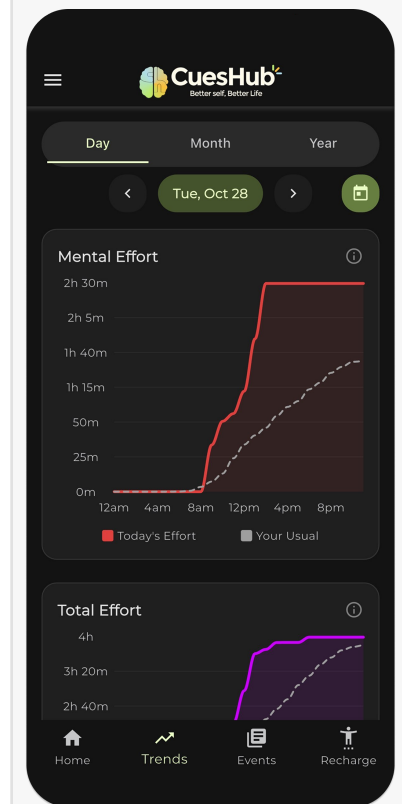 CuesHub
Better self, Better Life
Day Month Year
Tue, Oct 28
Mental Effort
2h 30m
2h 5m
1h 40m
1h 15m
50m
25m
0m
12am 4am 8am 12pm 4pm 8pm
Today's Effort Your Usual
Total Effort
4h
3h 20m
2h 40m
Home Trends Events Recharge